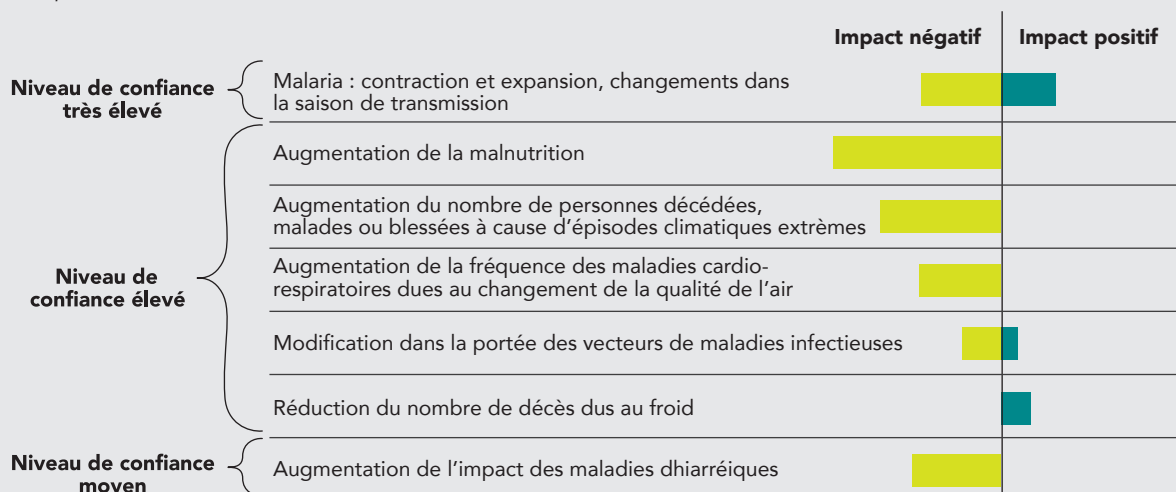 Impact négatif
Impact positif
Niveau de confiance
très élevé
Malaria : contraction et expansion, changements dans
la saison de transmission
Augmentation de la malnutrition
Augmentation du nombre de personnes décédées,
malades ou blessées à cause d'épisodes climatiques extrêmes
Niveau de
confiance élevé
Augmentation de la fréquence des maladies cardio-
respiratoires dues au changement de la qualité de l'air
Modification dans la portée des vecteurs de maladies infectieuses
Réduction du nombre de décès dus au froid
Niveau de confiance
moyen
Augmentation de l'impact des maladies dhiarréiques